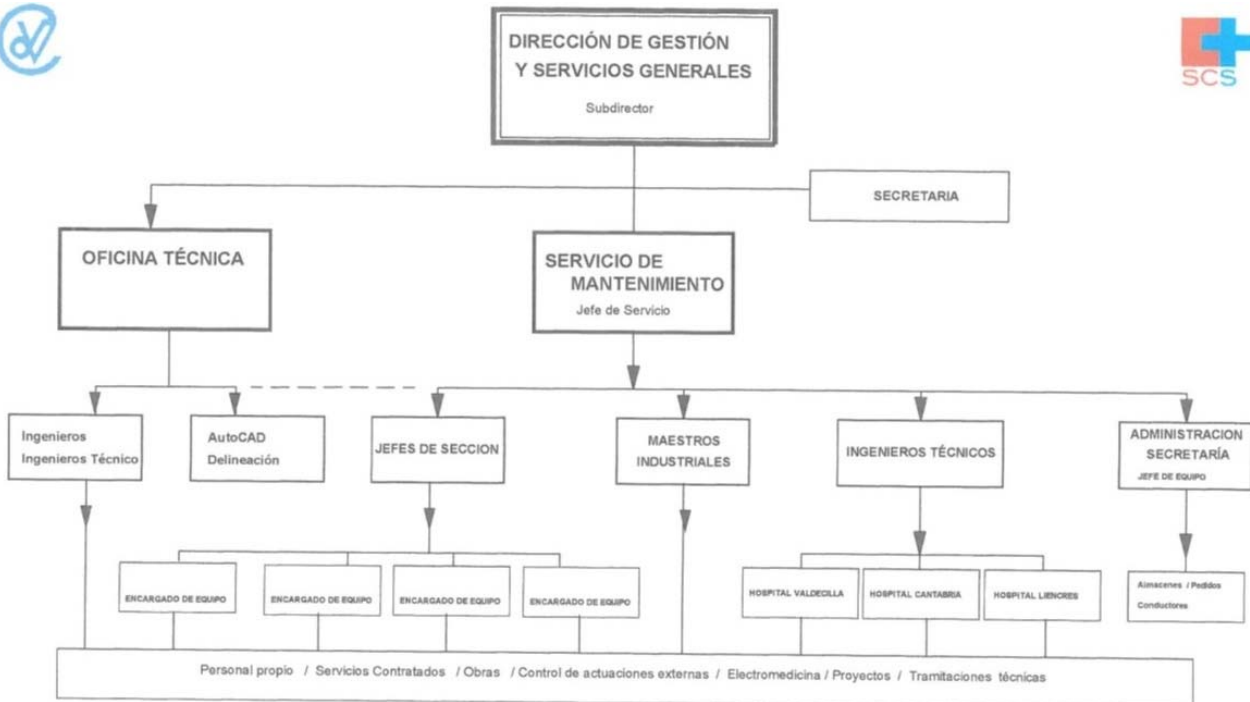 DIRECCIÓN DE GESTIÓN
Y SERVICIOS GENERALES
Subdirector
SCS
SECRETARIA
OFICINA TÉCNICA
SERVICIO DE
MANTENIMIENTO
Jefe de Servicio
Ingenieros
Ingenieros Técnico
AutoCAD
Delineación
JEFES DE SECCION
MAESTROS
INDUSTRIALES
INGENIEROS TÉCNICOS
ADMINISTRACION
SECRETARÍA
JEFE DE EQUIPO
ENCARGADO DE EQUIPO
ENCARGADO DE EQUIPO
ENCARGADO DE EQUIPO
ENCARGADO DE EQUIPO
HOSPITAL VALDECILLA
HOSPITAL CANTABRIA
HOSPITAL LIENCRES
Almacenes / Pedidos
Conductores
Personal propio / Servicios Contratados / Obras / Control de actuaciones externas / Electromedicina / Proyectos / Tramitaciones técnicas